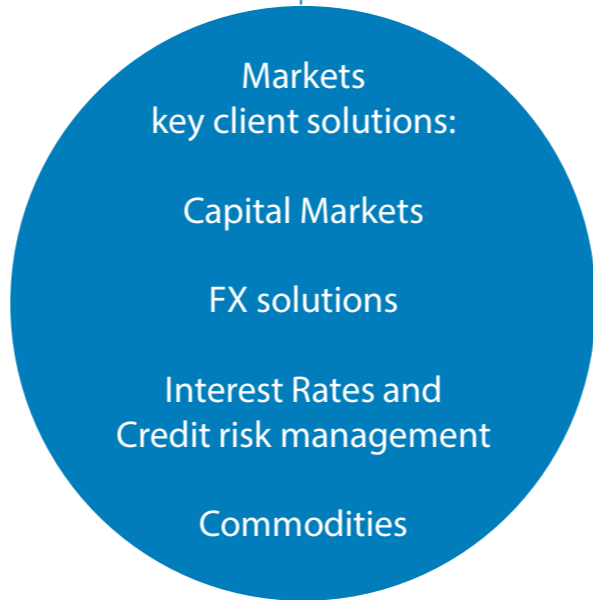 Markets
key client solutions:
Capital Markets
FX solutions
Interest Rates and
Credit risk management
Commodities